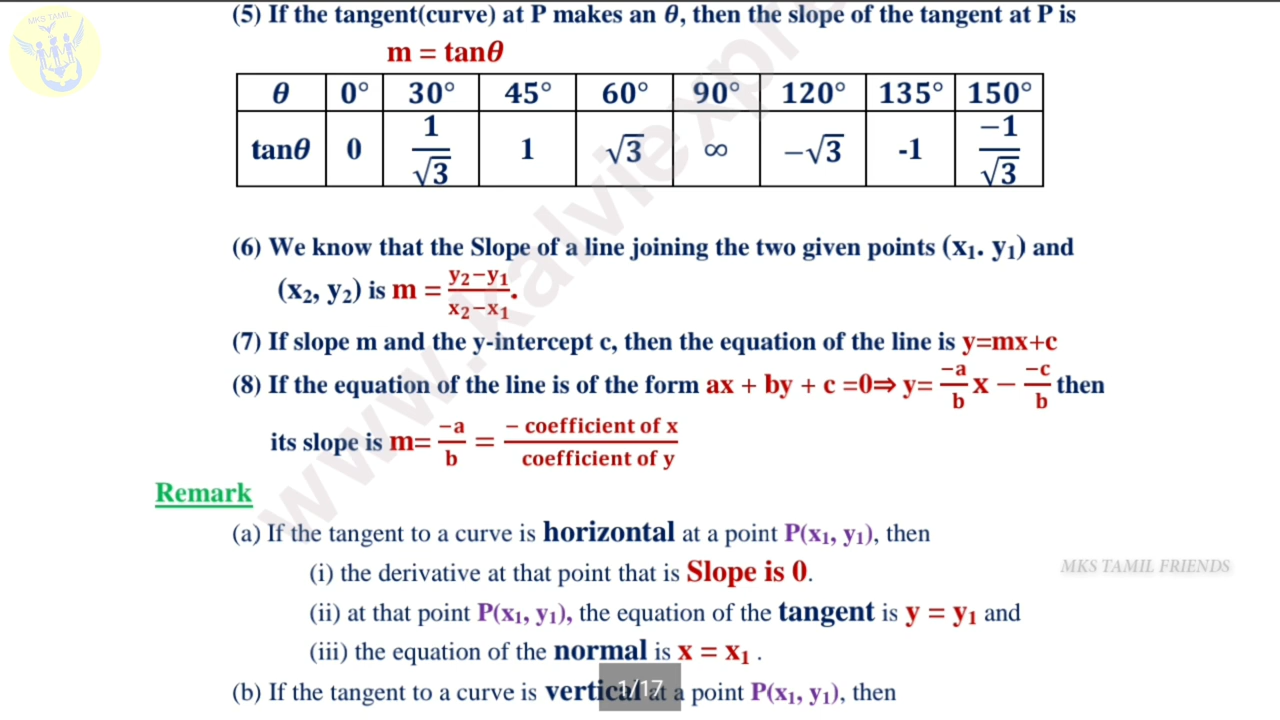 MKS TAMIL
(5) If the tangent(curve) at P makes an θ, then the slope of the tangent at P is
m = tanθ
θ 0° 30° 45° 60° 90° 120° 135° 150°
tanθ 0 1/√3 1 √3 ∞ −√3 -1 −1/√3
(6) We know that the Slope of a line joining the two given points (x₁. y₁) and
(x₂, y₂) is m = y₂−y₁/x₂−x₁.
(7) If slope m and the y-intercept c, then the equation of the line is y=mx+c
(8) If the equation of the line is of the form ax + by + c =0⇒ y= −a/b x − −c/b then
its slope is m= −a/b = − coefficient of x/coefficient of y
Remark
(a) If the tangent to a curve is horizontal at a point P(x₁, y₁), then
(i) the derivative at that point that is Slope is 0.
MKS TAMIL FRIENDS
(ii) at that point P(x₁, y₁), the equation of the tangent is y = y₁ and
(iii) the equation of the normal is x = x₁ .
(b) If the tangent to a curve is vertical at a point P(x₁, y₁), then
1/17
www.kalviexpre